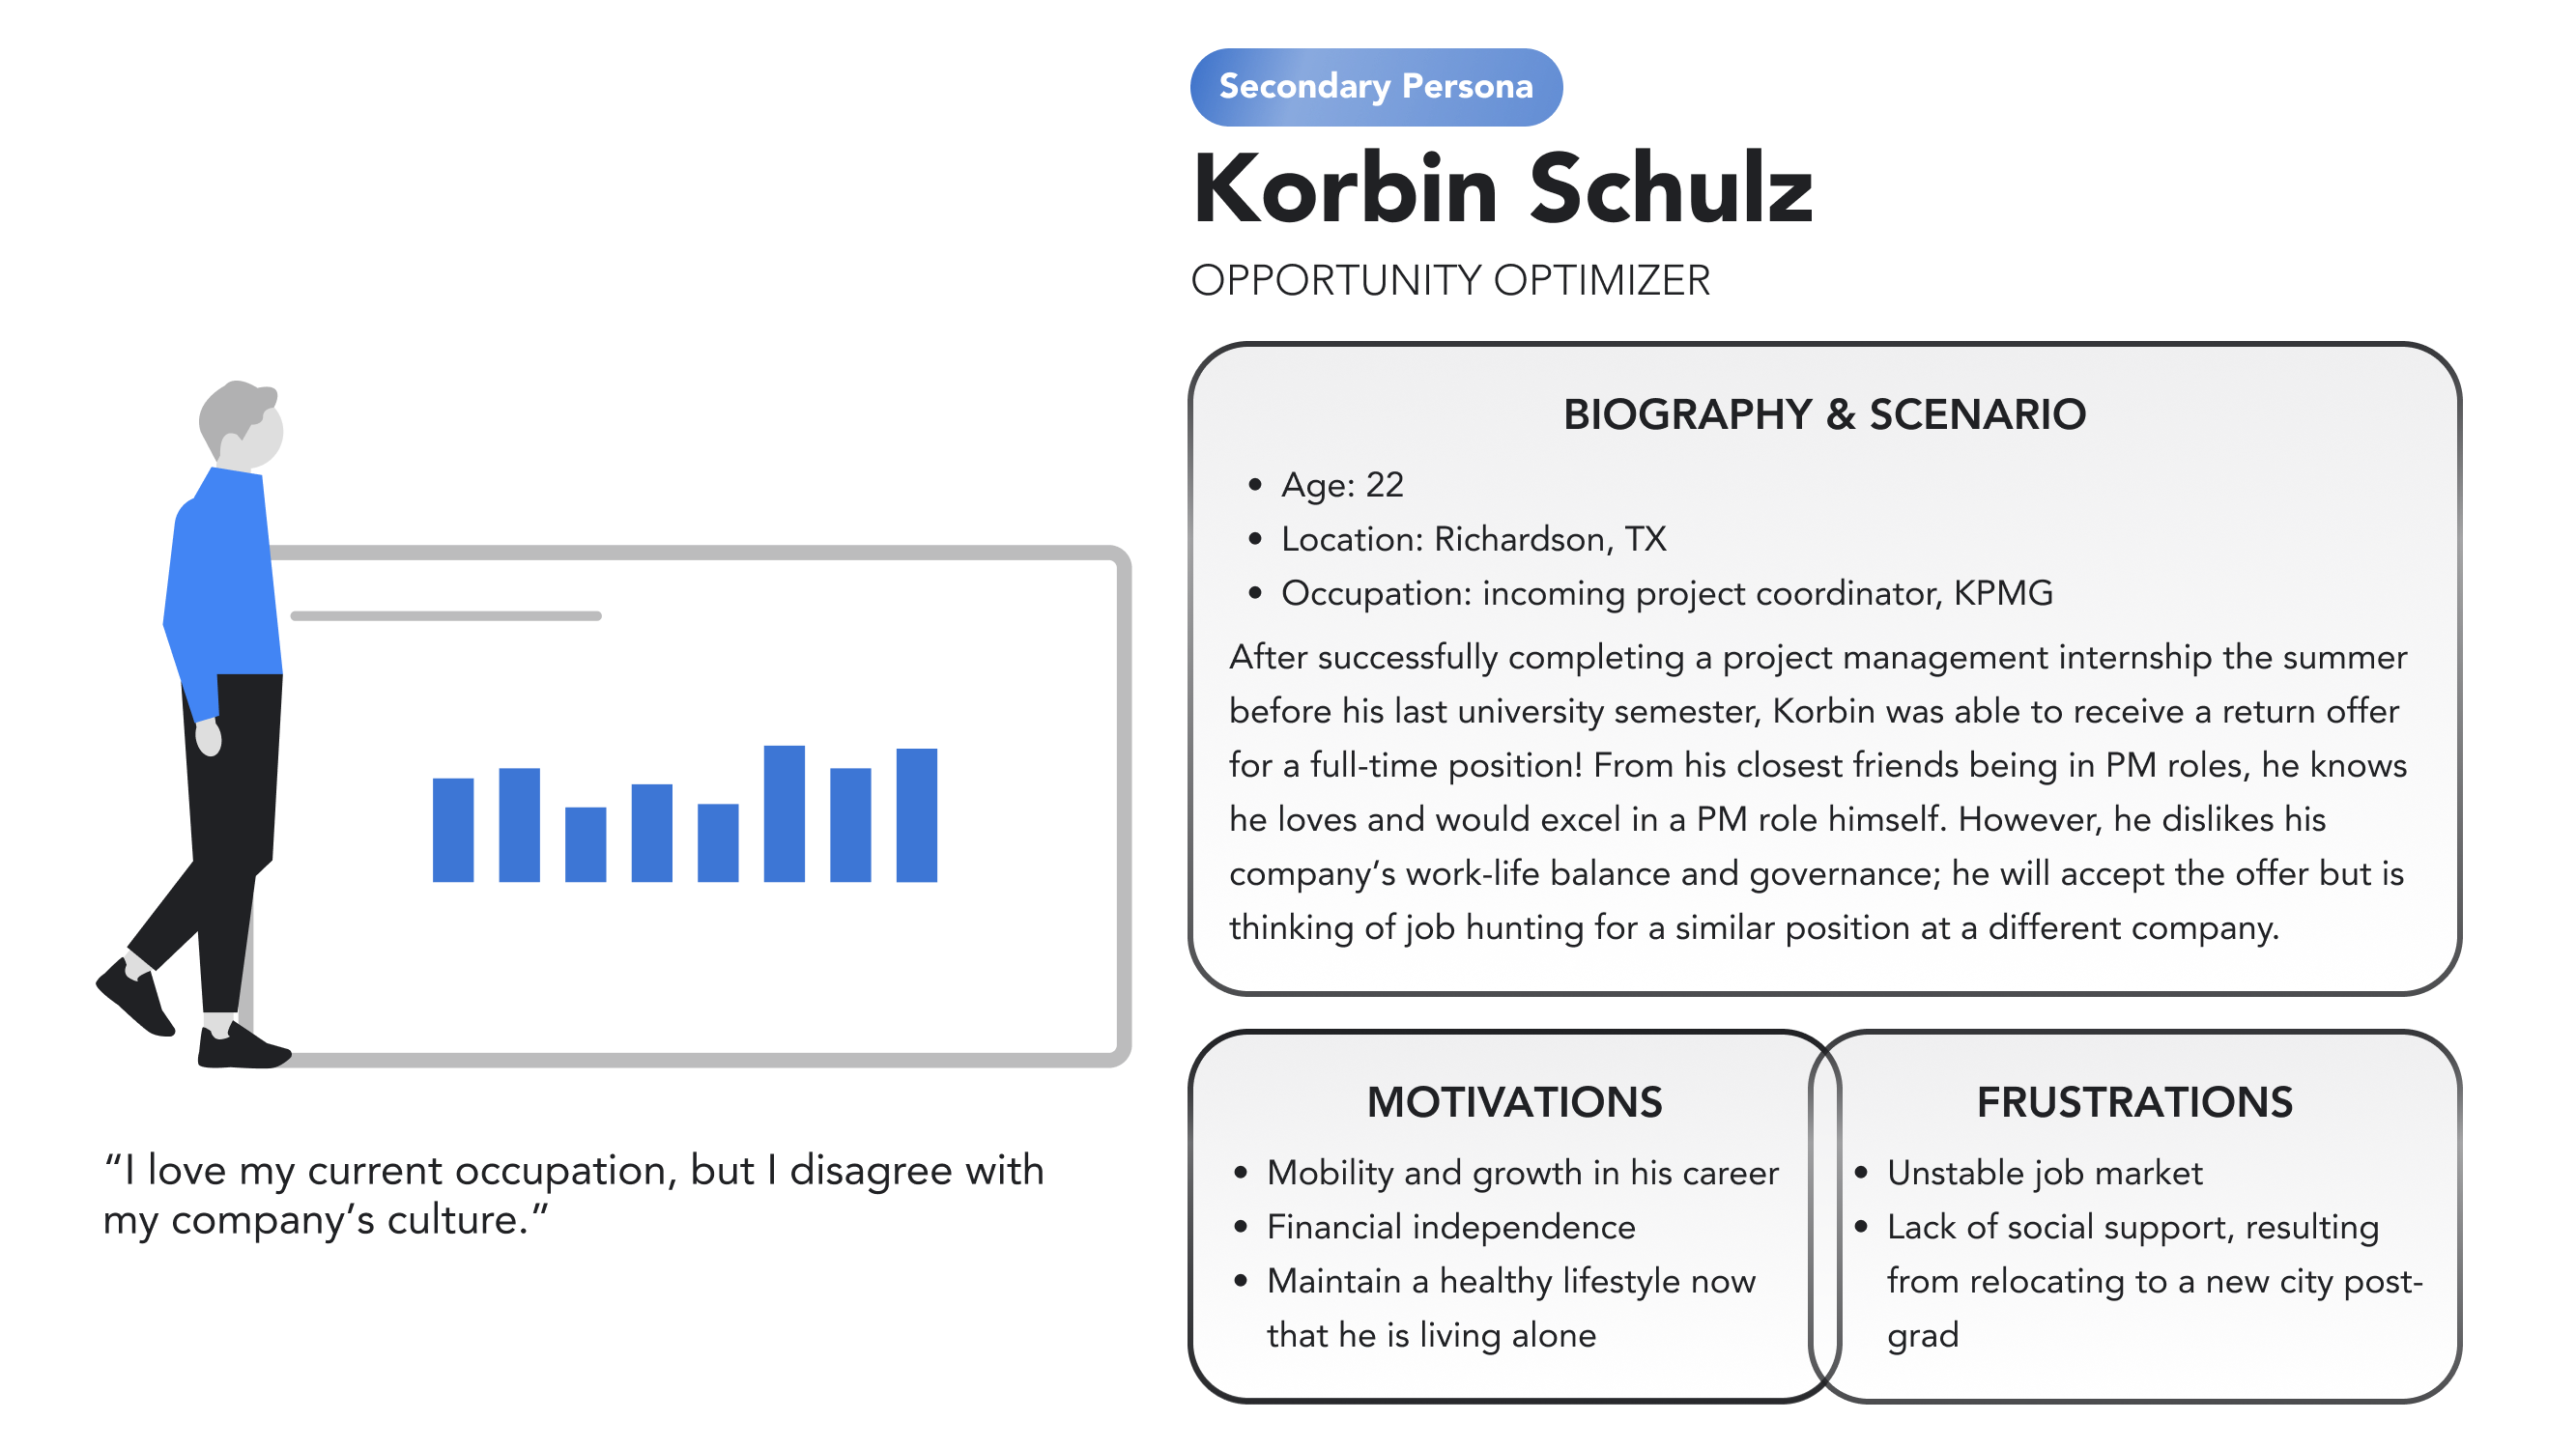 Secondary Persona
Korbin Schulz
OPPORTUNITY OPTIMIZER
BIOGRAPHY & SCENARIO
• Age: 22
• Location: Richardson, TX
• Occupation: incoming project coordinator, KPMG
After successfully completing a project management internship the summer
before his last university semester, Korbin was able to receive a return offer
for a full-time position! From his closest friends being in PM roles, he knows
he loves and would excel in a PM role himself. However, he dislikes his
company’s work-life balance and governance; he will accept the offer but is
thinking of job hunting for a similar position at a different company.
“I love my current occupation, but I disagree with
my company’s culture.”
MOTIVATIONS
• Mobility and growth in his career
• Financial independence
• Maintain a healthy lifestyle now
that he is living alone
FRUSTRATIONS
• Unstable job market
• Lack of social support, resulting
from relocating to a new city post-
grad